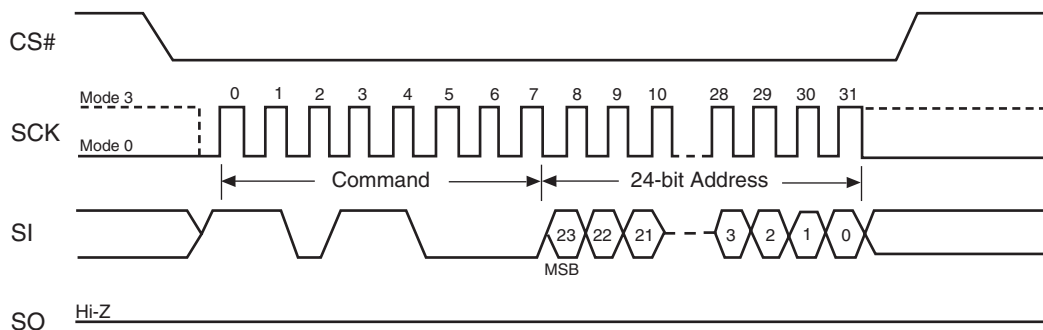 CS#
Mode 3
0 1 2 3 4 5 6 7 8 9 10 28 29 30 31
SCK
Mode 0
Command 24-bit Address
SI
23 22 21 3 2 1 0
MSB
Hi-Z
SO